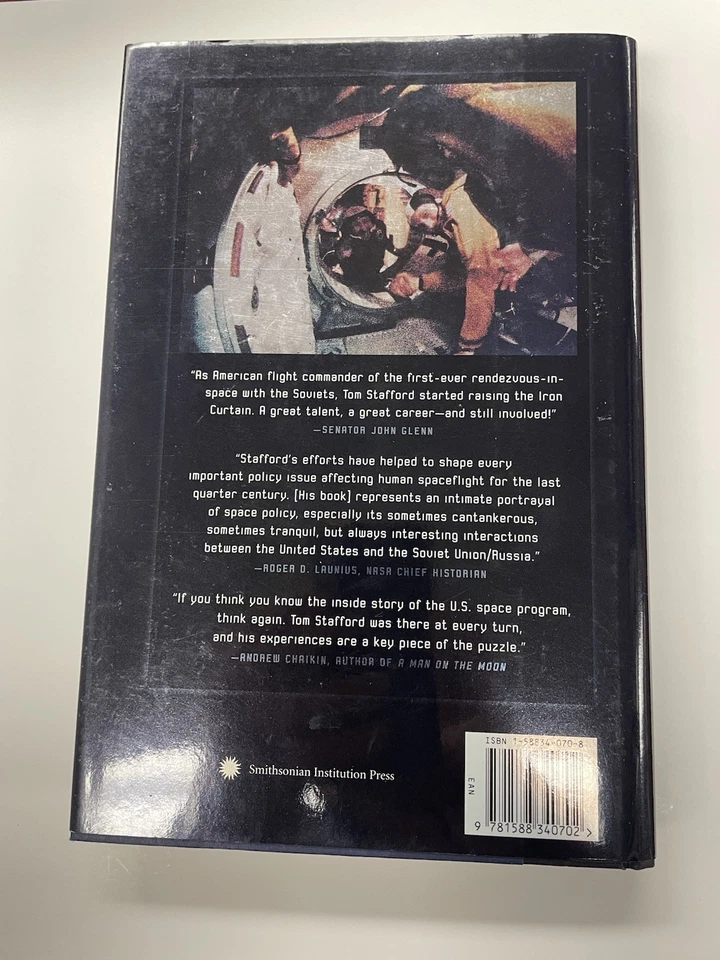 “As American flight commander of the first-ever rendezvous-in-
space with the Soviets, Tom Stafford started raising the Iron
Curtain. A great talent, a great career—and still involved!”
—SENATOR JOHN GLENN
“Stafford’s efforts have helped to shape every
important policy issue affecting human spaceflight for the last
quarter century. [His book] represents an intimate portrayal
of space policy, especially its sometimes cantankerous,
sometimes tranquil, but always interesting interactions
between the United States and the Soviet Union/Russia.”
—ROGER D. LAUNIUS, NASA CHIEF HISTORIAN
“If you think you know the inside story of the U.S. space program,
think again. Tom Stafford was there at every turn,
and his experiences are a key piece of the puzzle.”
—ANDREW CHAIKIN, AUTHOR OF A MAN ON THE MOON
Smithsonian Institution Press
ISBN 1-58834-070-8
EAN
9 781588 340702 >